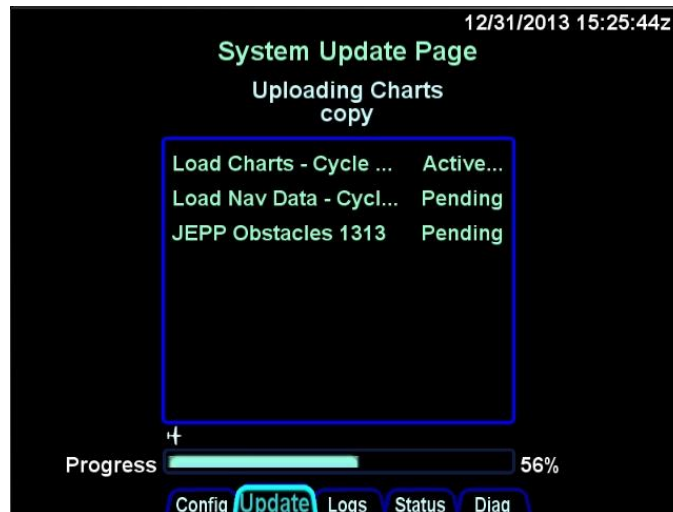 12/31/2013 15:25:44z
System Update Page
Uploading Charts
copy
Load Charts - Cycle ... Active...
Load Nav Data - Cycl... Pending
JEPP Obstacles 1313 Pending
Progress 56%
Config Update Logs Status Diag